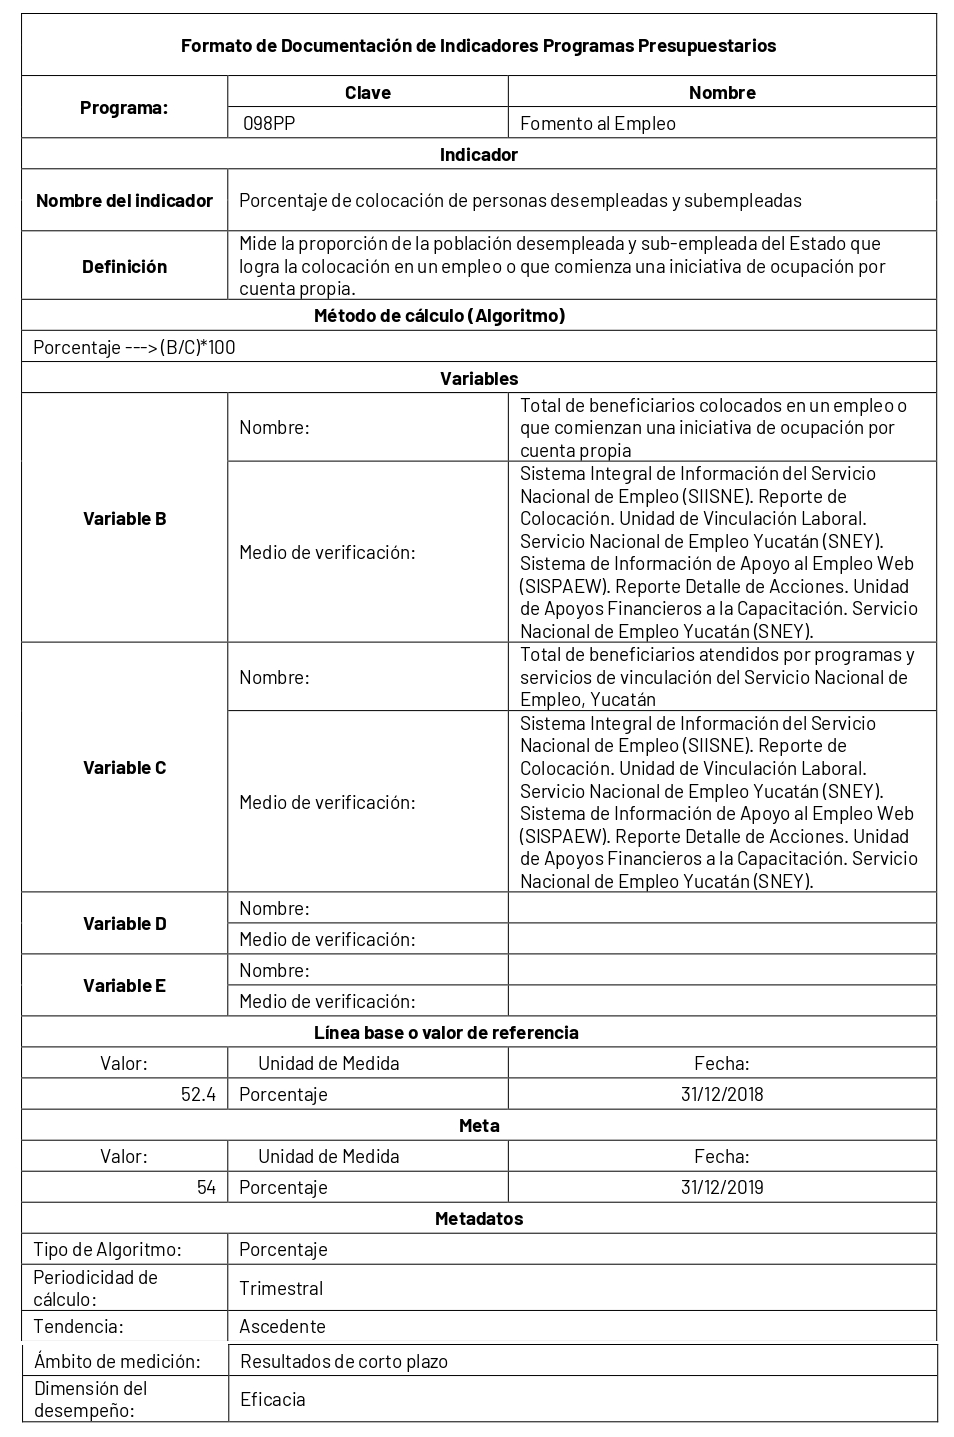 Formato de Documentación de Indicadores Programas Presupuestarios
Programa:
Clave
Nombre
098PP
Fomento al Empleo
Indicador
Nombre del indicador
Porcentaje de colocación de personas desempleadas y subempleadas
Definición
Mide la proporción de la población desempleada y sub-empleada del Estado que
logra la colocación en un empleo o que comienza una iniciativa de ocupación por
cuenta propia.
Método de cálculo (Algoritmo)
Porcentaje ---> (B/C)*100
Variables
Variable B
Nombre:
Total de beneficiarios colocados en un empleo o
que comienzan una iniciativa de ocupación por
cuenta propia
Medio de verificación:
Sistema Integral de Información del Servicio
Nacional de Empleo (SIISNE). Reporte de
Colocación. Unidad de Vinculación Laboral.
Servicio Nacional de Empleo Yucatán (SNEY).
Sistema de Información de Apoyo al Empleo Web
(SISPAEW). Reporte Detalle de Acciones. Unidad
de Apoyos Financieros a la Capacitación. Servicio
Nacional de Empleo Yucatán (SNEY).
Variable C
Nombre:
Total de beneficiarios atendidos por programas y
servicios de vinculación del Servicio Nacional de
Empleo, Yucatán
Medio de verificación:
Sistema Integral de Información del Servicio
Nacional de Empleo (SIISNE). Reporte de
Colocación. Unidad de Vinculación Laboral.
Servicio Nacional de Empleo Yucatán (SNEY).
Sistema de Información de Apoyo al Empleo Web
(SISPAEW). Reporte Detalle de Acciones. Unidad
de Apoyos Financieros a la Capacitación. Servicio
Nacional de Empleo Yucatán (SNEY).
Variable D
Nombre:
Medio de verificación:
Variable E
Nombre:
Medio de verificación:
Línea base o valor de referencia
Valor:
Unidad de Medida
Fecha:
52.4
Porcentaje
31/12/2018
Meta
Valor:
Unidad de Medida
Fecha:
54
Porcentaje
31/12/2019
Metadatos
Tipo de Algoritmo:
Porcentaje
Periodicidad de
cálculo:
Trimestral
Tendencia:
Ascedente
Ámbito de medición:
Resultados de corto plazo
Dimensión del
desempeño:
Eficacia